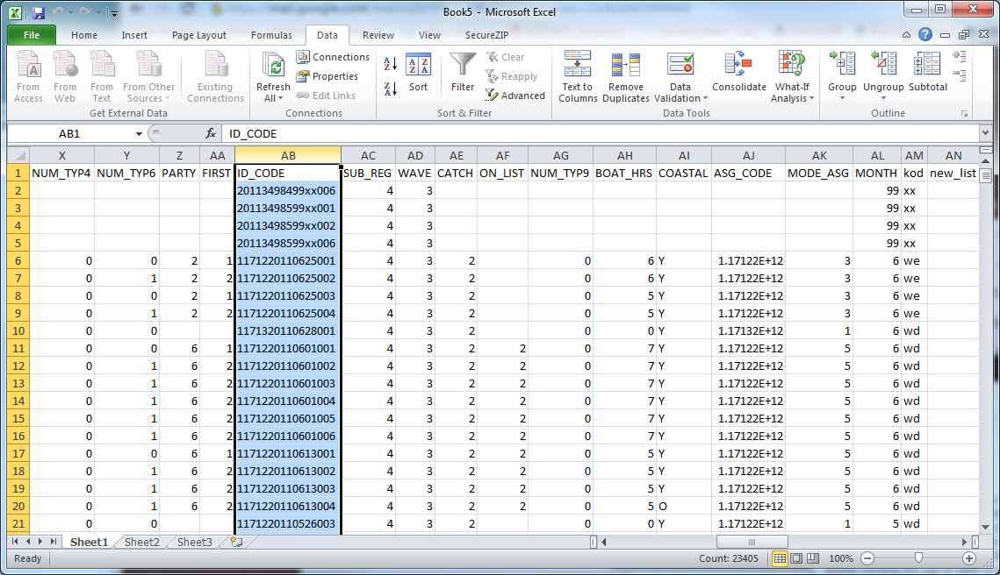 Book5 - Microsoft Excel
File Home Insert Page Layout Formulas Data Review View SecureZIP
From Access From Web From Text From Other Sources Existing Connections Refresh All Connections Properties Edit Links Sort Filter Clear Reapply Advanced Text to Columns Remove Duplicates Data Validation Consolidate What-If Analysis Group Ungroup Subtotal
Get External Data Connections Sort & Filter Data Tools Outline
AB1 fx ID_CODE
X Y Z AA AB AC AD AE AF AG AH AI AJ AK AL AM AN
1 NUM_TYP4 NUM_TYP6 PARTY FIRST ID_CODE SUB_REG WAVE CATCH ON_LIST NUM_TYP9 BOAT_HRS COASTAL ASG_CODE MODE_ASG MONTH kod new_list
2 20113498499xx006 4 3 99 xx
3 20113498599xx001 4 3 99 xx
4 20113498599xx002 4 3 99 xx
5 20113498599xx006 4 3 99 xx
6 0 0 2 1 1171220110625001 4 3 2 0 6 Y 1.17122E+12 3 6 we
7 0 1 2 2 1171220110625002 4 3 2 0 6 Y 1.17122E+12 3 6 we
8 0 0 2 1 1171220110625003 4 3 2 0 5 Y 1.17122E+12 3 6 we
9 0 1 2 2 1171220110625004 4 3 2 0 5 Y 1.17122E+12 3 6 we
10 0 0 1171320110628001 4 3 2 0 0 Y 1.17132E+12 1 6 wd
11 0 0 6 1 1171220110601001 4 3 2 2 0 7 Y 1.17122E+12 5 6 wd
12 0 1 6 2 1171220110601002 4 3 2 2 0 7 Y 1.17122E+12 5 6 wd
13 0 1 6 2 1171220110601003 4 3 2 2 0 7 Y 1.17122E+12 5 6 wd
14 0 1 6 2 1171220110601004 4 3 2 2 0 7 Y 1.17122E+12 5 6 wd
15 0 1 6 2 1171220110601005 4 3 2 2 0 7 Y 1.17122E+12 5 6 wd
16 0 1 6 2 1171220110601006 4 3 2 2 0 7 Y 1.17122E+12 5 6 wd
17 0 0 6 1 1171220110613001 4 3 2 2 0 5 Y 1.17122E+12 5 6 wd
18 0 1 6 2 1171220110613002 4 3 2 2 0 5 Y 1.17122E+12 5 6 wd
19 0 1 6 2 1171220110613003 4 3 2 2 0 5 Y 1.17122E+12 5 6 wd
20 0 1 6 2 1171220110613004 4 3 2 2 0 5 O 1.17122E+12 5 6 wd
21 0 0 1171220110526003 4 3 2 0 0 Y 1.17122E+12 1 5 wd
Sheet1 Sheet2 Sheet3
Ready Count: 23405 100%